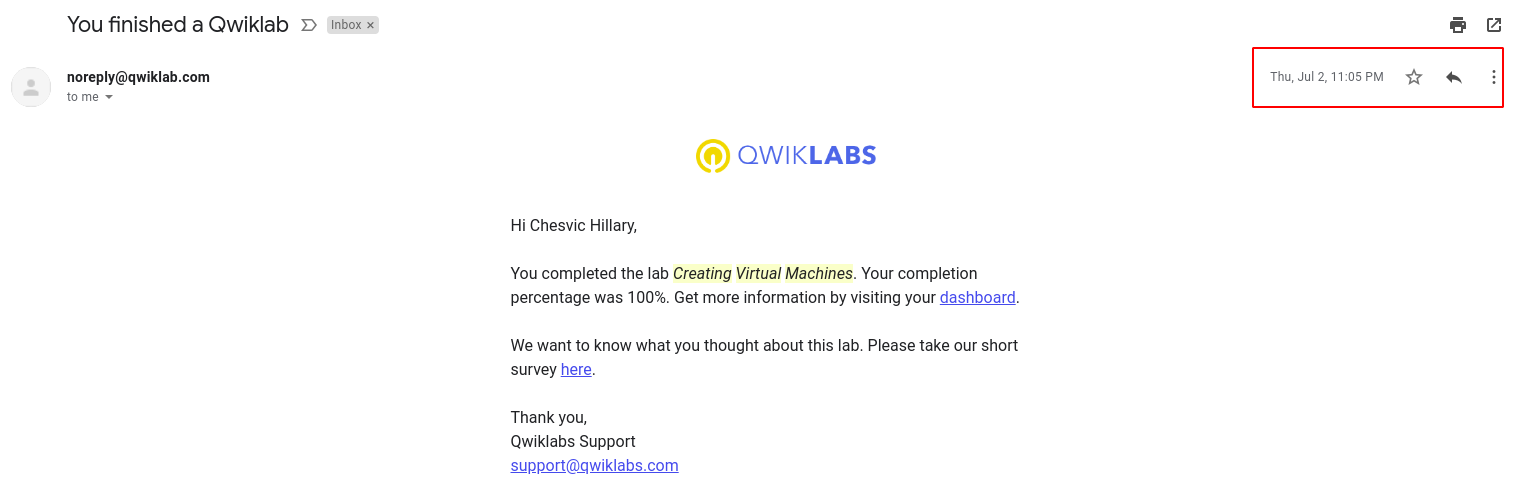 You finished a Qwiklab
Inbox ×
noreply@qwiklab.com
to me
Thu, Jul 2, 11:05 PM
QWIKLABS
Hi Chesvic Hillary,
You completed the lab Creating Virtual Machines. Your completion
percentage was 100%. Get more information by visiting your dashboard.
We want to know what you thought about this lab. Please take our short
survey here.
Thank you,
Qwiklabs Support
support@qwiklabs.com